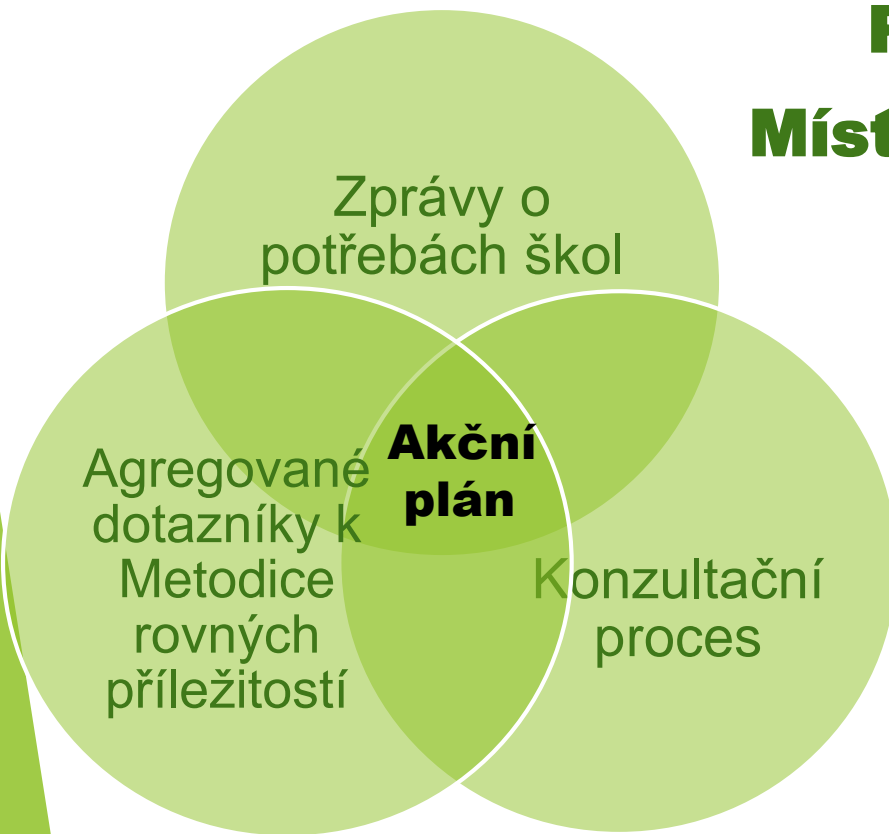 Míst
Zprávy o
potřebách škol
Akční
plán
Agregované
dotazníky k
Metodice
rovných
příležitostí
Konzultační
proces